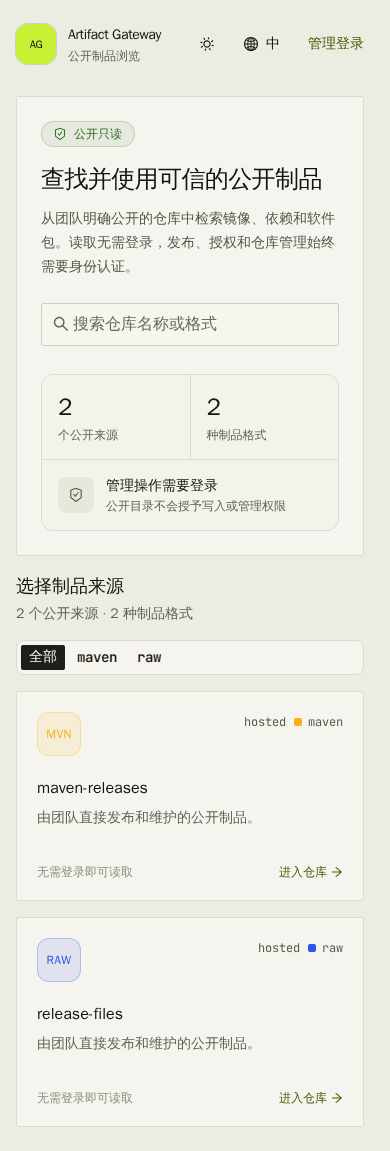 AG
Artifact Gateway
公开制品浏览
中
管理登录
公开只读
查找并使用可信的公开制品
从团队明确公开的仓库中检索镜像、依赖和软件
包。读取无需登录，发布、授权和仓库管理始终
需要身份认证。
搜索仓库名称或格式
2
个公开来源
2
种制品格式
管理操作需要登录
公开目录不会授予写入或管理权限
选择制品来源
2 个公开来源 · 2 种制品格式
全部 maven raw
MVN
hosted maven
maven-releases
由团队直接发布和维护的公开制品。
无需登录即可读取
进入仓库 →
RAW
hosted raw
release-files
由团队直接发布和维护的公开制品。
无需登录即可读取
进入仓库 →